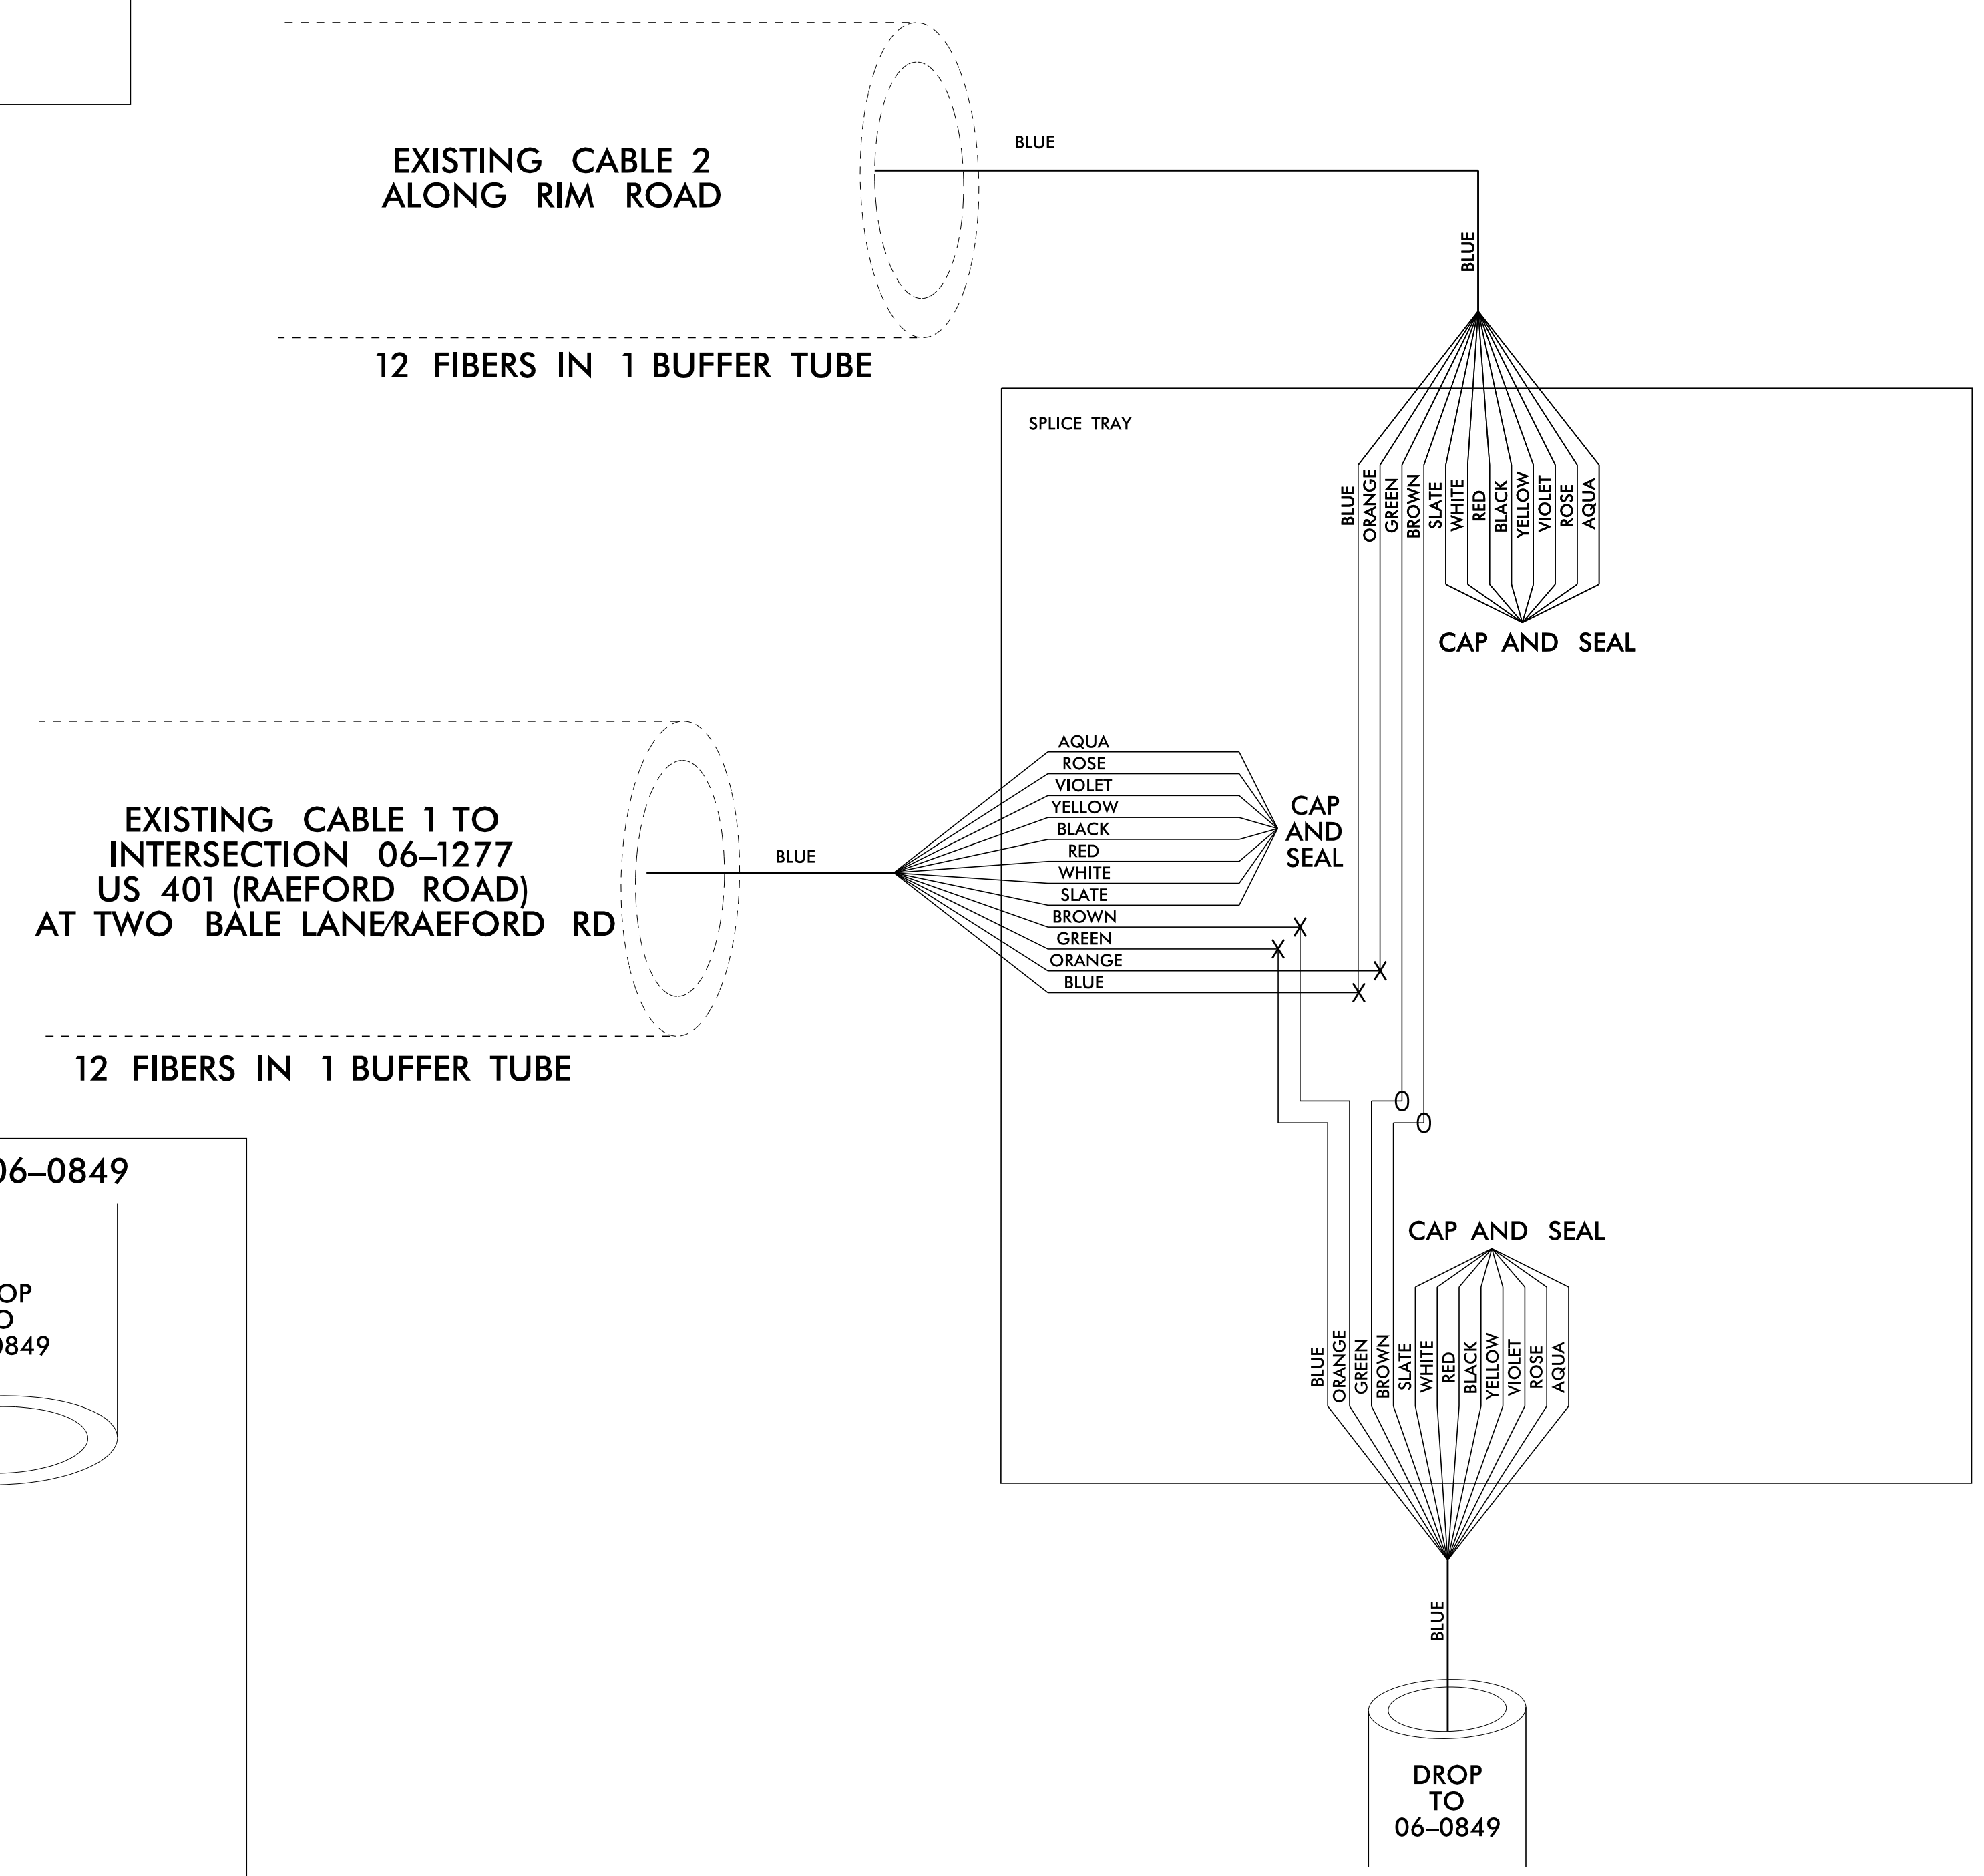 EXISTING CABLE 2
ALONG RIM ROAD
12 FIBERS IN 1 BUFFER TUBE
BLUE
BLUE
SPLICE TRAY
BLUE
ORANGE
GREEN
BROWN
SLATE
WHITE
RED
BLACK
YELLOW
VIOLET
ROSE
AQUA
CAP AND SEAL
EXISTING CABLE 1 TO
INTERSECTION 06-1277
US 401 (RAEFORD ROAD)
AT TWO BALE LANE/RAEFORD RD
12 FIBERS IN 1 BUFFER TUBE
BLUE
AQUA
ROSE
VIOLET
YELLOW
BLACK
RED
WHITE
SLATE
BROWN
GREEN
ORANGE
BLUE
CAP
AND
SEAL
X
X
X
X
O
O
06-0849
OP
O
0849
CAP AND SEAL
BLUE
ORANGE
GREEN
BROWN
SLATE
WHITE
RED
BLACK
YELLOW
VIOLET
ROSE
AQUA
BLUE
DROP
TO
06-0849